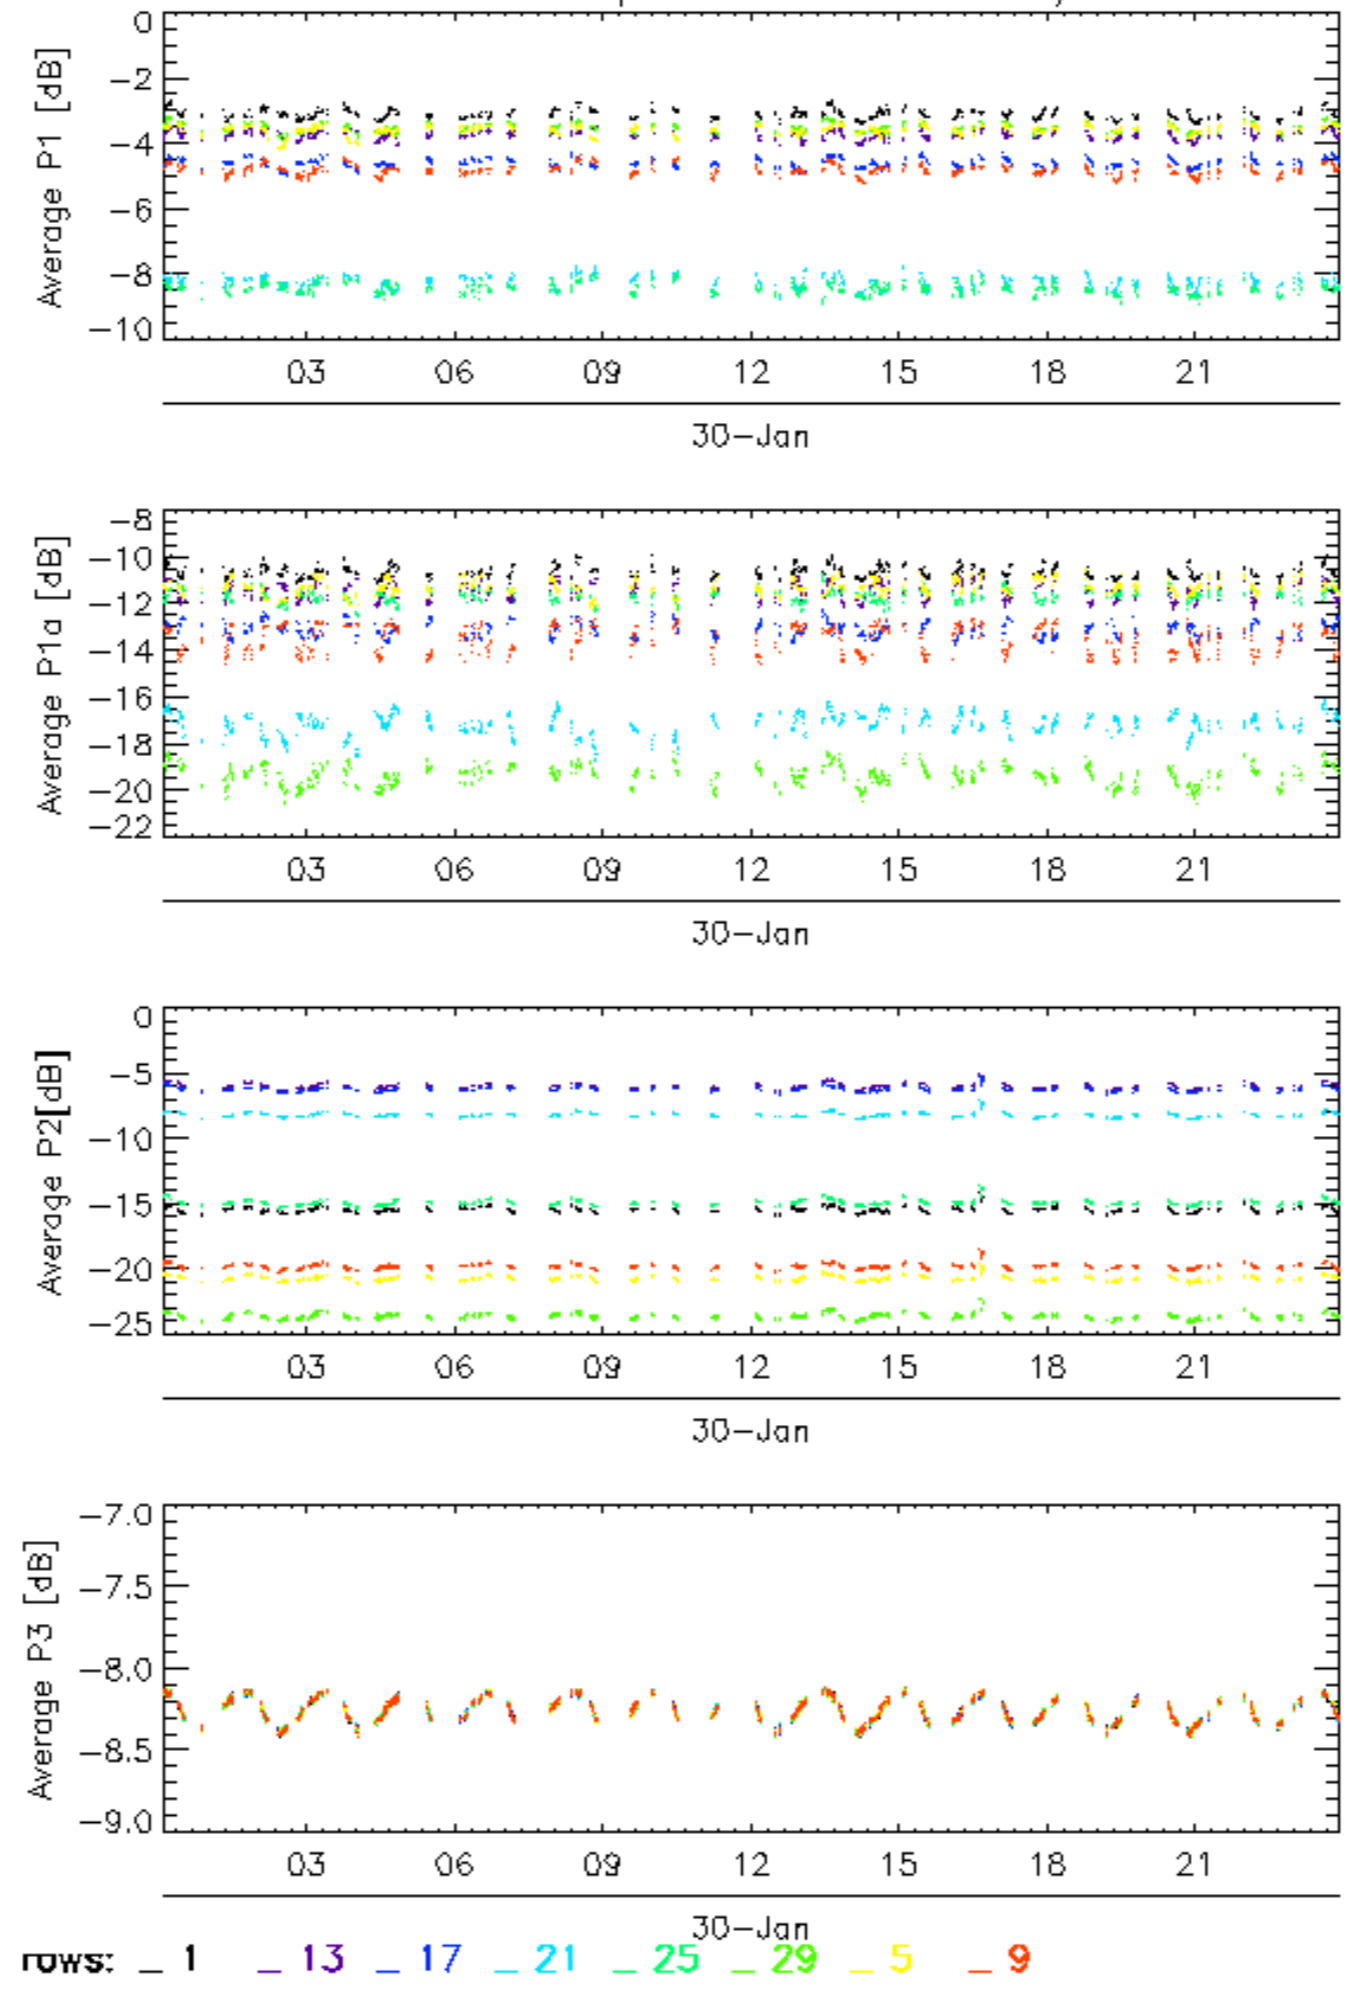 0
−2
−4
−6
−8
−10
Average P1 [dB]
03 06 09 12 15 18 21
30−Jan
−8
−10
−12
−14
−16
−18
−20
−22
Average P1a [dB]
03 06 09 12 15 18 21
30−Jan
0
−5
−10
−15
−20
−25
Average P2[dB]
03 06 09 12 15 18 21
30−Jan
−7.0
−7.5
−8.0
−8.5
−9.0
Average P3 [dB]
03 06 09 12 15 18 21
30−Jan
rows: _ 1 _ 13 _ 17 _ 21 _ 25 _ 29 _ 5 _ 9